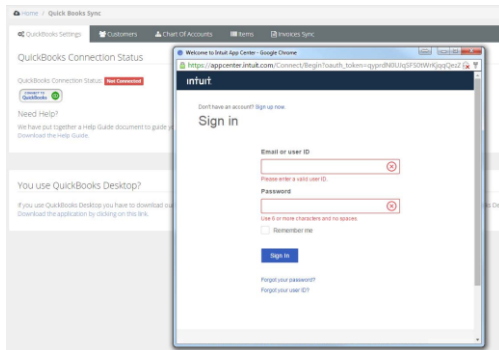 Home / Quick Books Sync
QuickBooks Settings
Customers
Chart Of Accounts
Items
Invoices Sync
QuickBooks Connection Status
QuickBooks Connection Status: Not Connected
CONNECT TO
QuickBooks
Need Help?
We have put together a Help Guide document to guide
Download the Help Guide.
You use QuickBooks Desktop?
If you use QuickBooks Desktop you have to download
Download the application by clicking on this link.
Welcome to Intuit App Center - Google Chrome
https://appcenter.intuit.com/Connect/Begin?oauth_token=
intuit
Don't have an account? Sign up now.
Sign in
Email or user ID
Please enter a valid user ID.
Password
Use 6 or more characters and no spaces
Remember me
Sign In
Forgot your password?
Forgot your user ID?